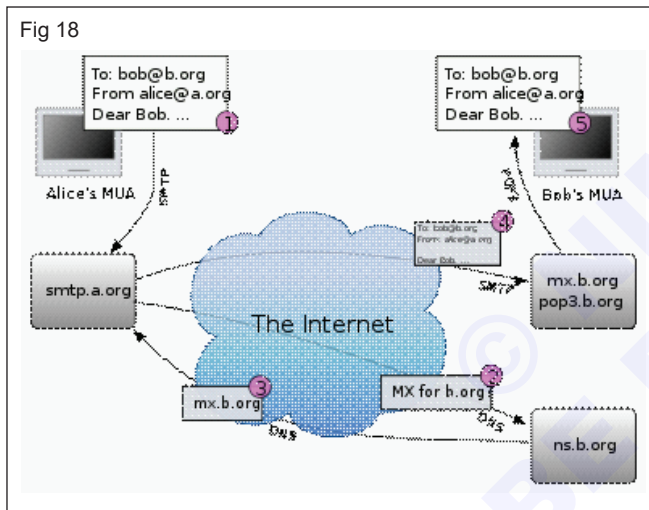 Fig 18
To: bob@b.org
From alice@a.org
Dear Bob. ...
1
Alice's MUA
SMTP
smtp.a.org
The Internet
To: bob@b.org
From: alice@a.org
Dear Bob. ...
4
SMTP
To: bob@b.org
From alice@a.org
Dear Bob. ...
5
Bob's MUA
POP3
mx.b.org
pop3.b.org
MX for b.org
2
DNS
mx.b.org
3
DNS
ns.b.org
©